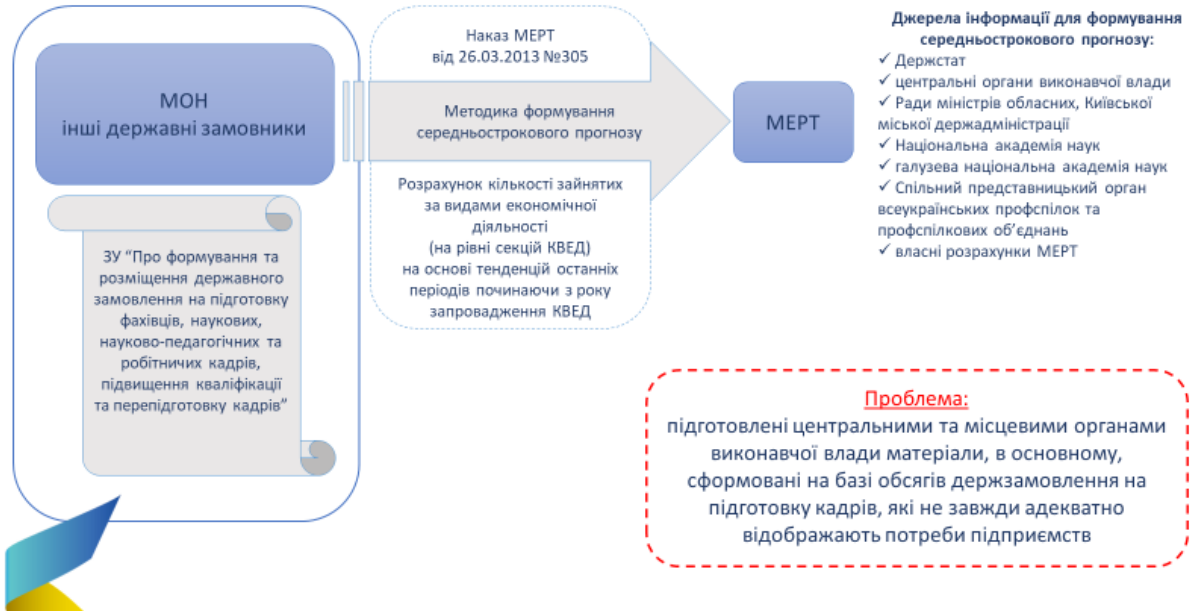 МОН
інші державні замовники
ЗУ “Про формування та
розміщення державного
замовлення на підготовку
фахівців, наукових,
науково-педагогічних та
робітничих кадрів,
підвищення кваліфікації
та перепідготовку кадрів”
Наказ МЕРТ
від 26.03.2013 №305
Методика формування
середньострокового прогнозу
Розрахунок кількості зайнятих
за видами економічної
діяльності
(на рівні секцій КВЕД)
на основі тенденцій останніх
періодів починаючи з року
запровадження КВЕД
МЕРТ
Джерела інформації для формування
середньострокового прогнозу:
✓ Держстат
✓ центральні органи виконавчої влади
✓ Ради міністрів обласних, Київської
міської держадміністрації
✓ Національна академія наук
✓ галузева національна академія наук
✓ Спільний представницький орган
всеукраїнських профспілок та
профспілкових об’єднань
✓ власні розрахунки МЕРТ
Проблема:
підготовлені центральними та місцевими органами
виконавчої влади матеріали, в основному,
сформовані на базі обсягів держзамовлення на
підготовку кадрів, які не завжди адекватно
відображають потреби підприємств